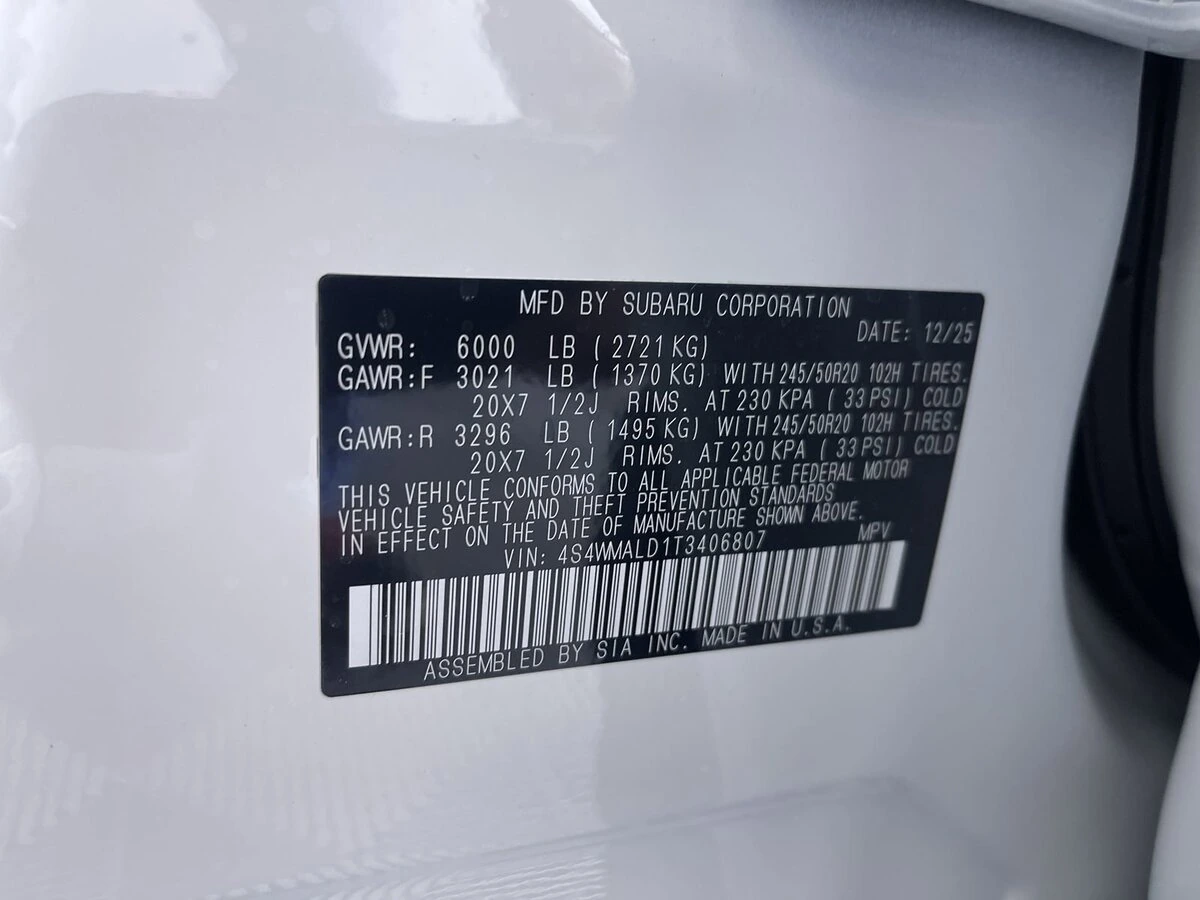 MFD BY SUBARU CORPORATION
DATE: 12/25
GVWR: 6000 LB (2721KG)
GAWR:F 3021 LB (1370 KG) WITH 245/50R20 102H TIRES.
20X7 1/2J RIMS. AT 230 KPA (33 PSI) COLD
GAWR:R 3296 LB (1495 KG) WITH 245/50R20 102H TIRES.
20X7 1/2J RIMS. AT 230 KPA (33 PSI) COLD
THIS VEHICLE CONFORMS TO ALL APPLICABLE FEDERAL MOTOR
VEHICLE SAFETY AND THEFT PREVENTION STANDARDS
IN EFFECT ON THE DATE OF MANUFACTURE SHOWN ABOVE.
VIN: 4S4WMALD1T3406807 MPV
ASSEMBLED BY SIA INC. MADE IN U.S.A.